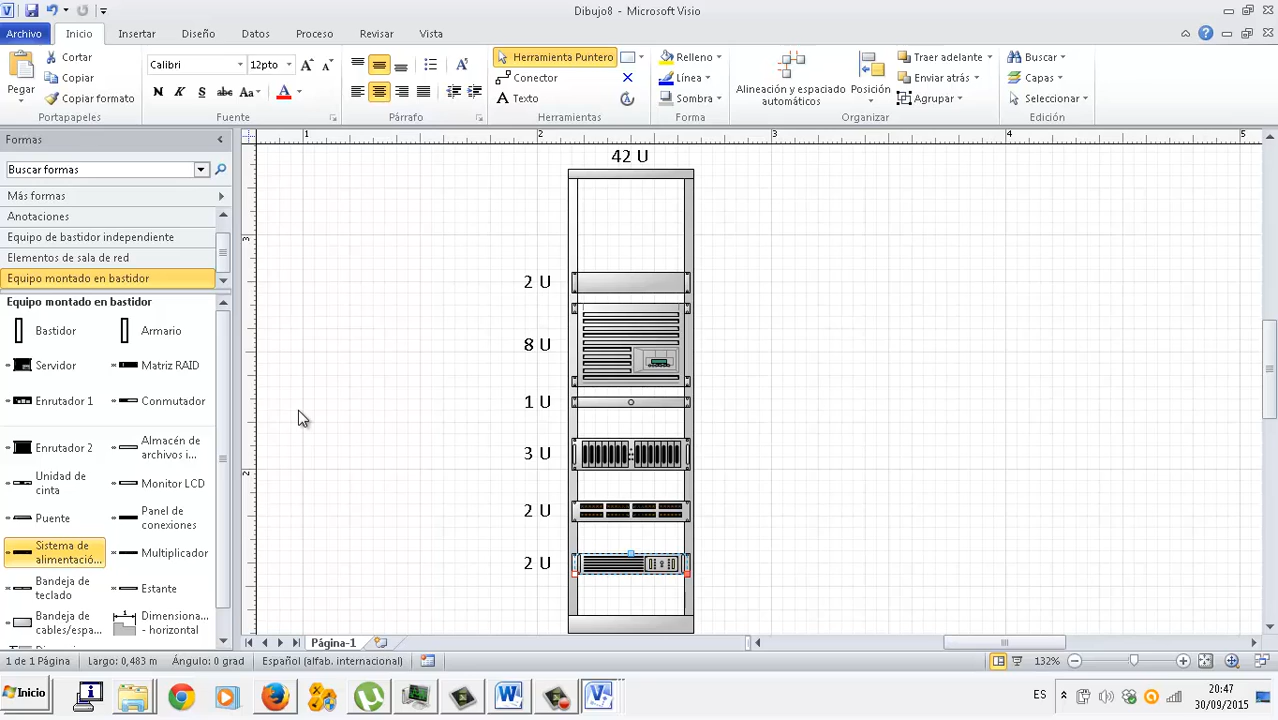 Dibujo8 - Microsoft Visio
Archivo Inicio Insertar Diseño Datos Proceso Revisar Vista
Pegar
Cortar
Copiar
Copiar formato
Portapapeles
Calibri 12pto
Fuente
Párrafo
Herramienta Puntero
Conector
Texto
Herramientas
Relleno
Línea
Sombra
Forma
Alineación y espaciado
automáticos
Posición
Traer adelante
Enviar atrás
Agrupar
Organizar
Buscar
Capas
Seleccionar
Edición
Formas
Buscar formas
Más formas
Anotaciones
Equipo de bastidor independiente
Elementos de sala de red
Equipo montado en bastidor
Equipo montado en bastidor
Bastidor Armario
Servidor Matriz RAID
Enrutador 1 Conmutador
Enrutador 2 Almacén de
archivos i...
Unidad de
cinta
Monitor LCD
Puente Panel de
conexiones
Sistema de
alimentació...
Multiplicador
Bandeja de
teclado
Estante
Bandeja de
cables/espa...
Dimensiona...
- horizontal
1 2 3 4 5
3
2
42 U
2 U
8 U
1 U
3 U
2 U
2 U
Página-1
1 de 1 Página Largo: 0,483 m Ángulo: 0 grad Español (alfab. internacional) 132%
Inicio ES 20:47
30/09/2015